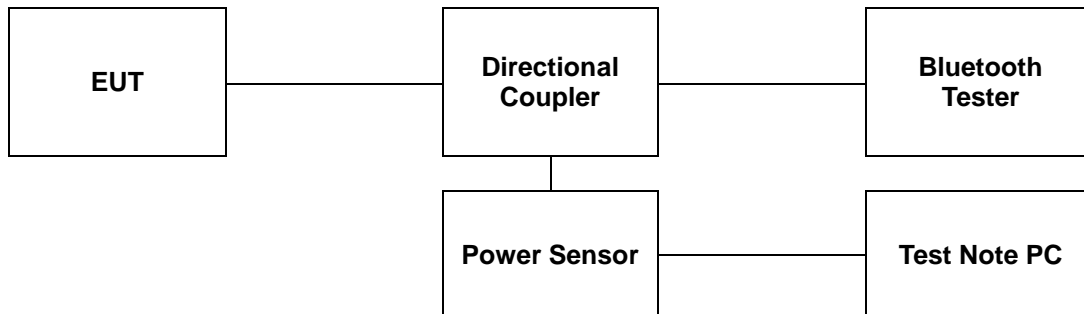 EUT
Directional
Coupler
Bluetooth
Tester
Power Sensor
Test Note PC